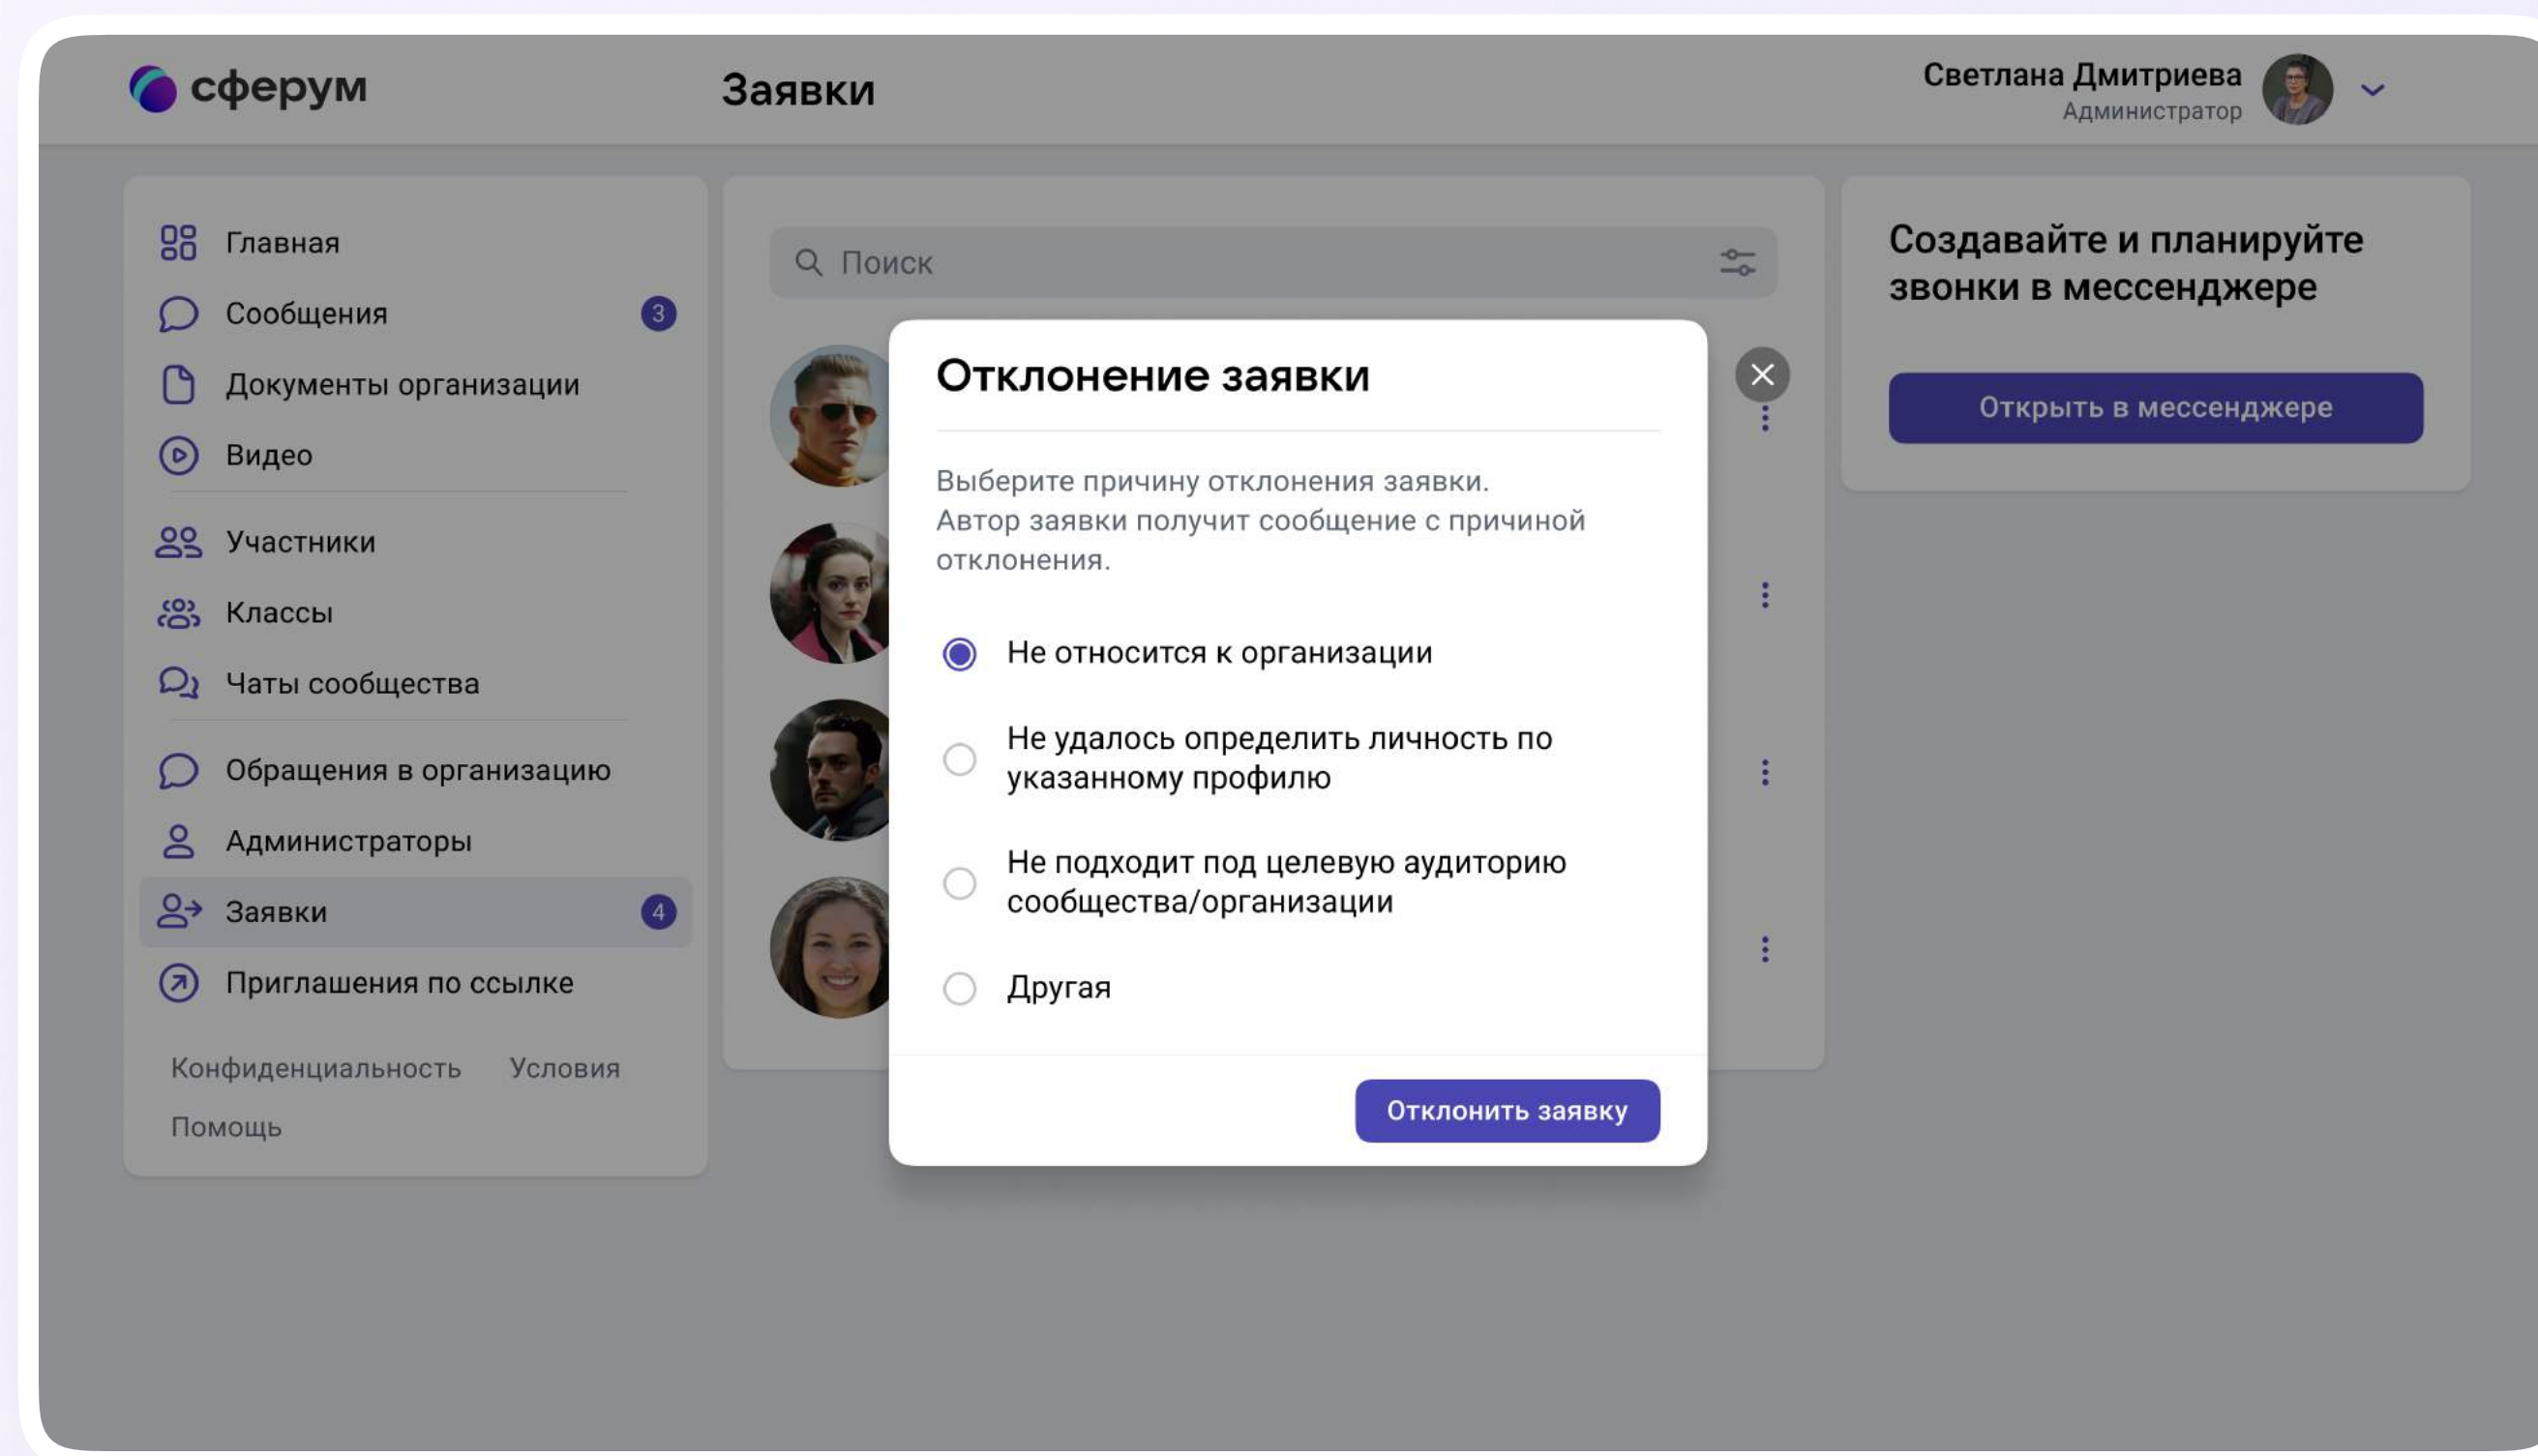 сферум
Заявки
Светлана Дмитриева
Администратор
Главная
Сообщения
3
Документы организации
Видео
Участники
Классы
Чаты сообщества
Обращения в организацию
Администраторы
Заявки
4
Приглашения по ссылке
Конфиденциальность
Условия
Помощь
Поиск
Отклонение заявки
Выберите причину отклонения заявки.
Автор заявки получит сообщение с причиной
отклонения.
Не относится к организации
Не удалось определить личность по
указанному профилю
Не подходит под целевую аудиторию
сообщества/организации
Другая
Отклонить заявку
Создавайте и планируйте
звонки в мессенджере
Открыть в мессенджере